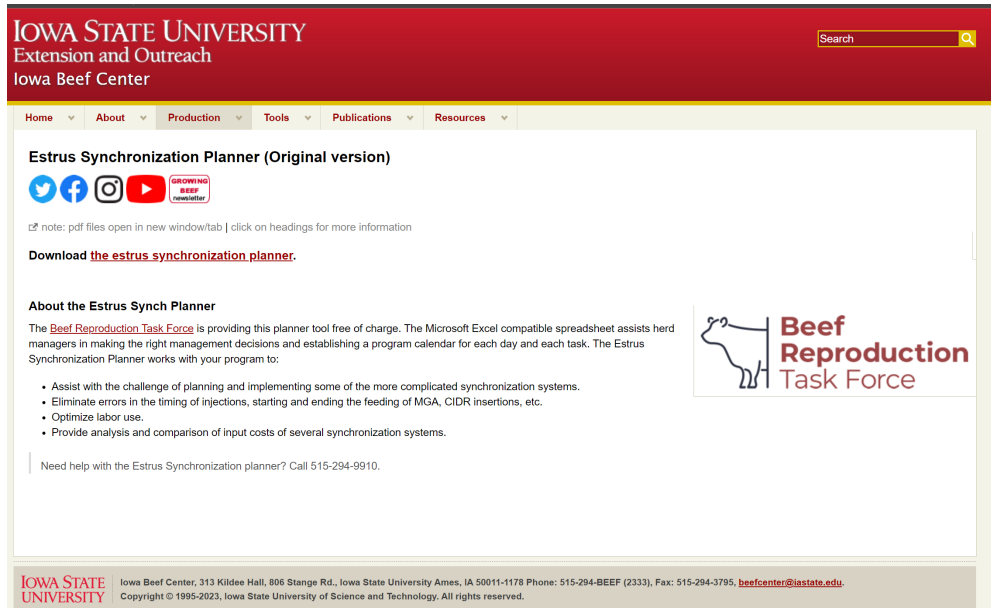 IOWA STATE UNIVERSITY
Extension and Outreach
Iowa Beef Center
Search
Home
About
Production
Tools
Publications
Resources
Estrus Synchronization Planner (Original version)
GROWING
BEEF
newsletter
note: pdf files open in new window/tab | click on headings for more information
Download the estrus synchronization planner.
About the Estrus Synch Planner
The Beef Reproduction Task Force is providing this planner tool free of charge. The Microsoft Excel compatible spreadsheet assists herd
managers in making the right management decisions and establishing a program calendar for each day and each task. The Estrus
Synchronization Planner works with your program to:
• Assist with the challenge of planning and implementing some of the more complicated synchronization systems.
• Eliminate errors in the timing of injections, starting and ending the feeding of MGA, CIDR insertions, etc.
• Optimize labor use.
• Provide analysis and comparison of input costs of several synchronization systems.
Beef
Reproduction
Task Force
Need help with the Estrus Synchronization planner? Call 515-294-9910.
IOWA STATE
UNIVERSITY
Iowa Beef Center, 313 Kildee Hall, 806 Stange Rd., Iowa State University Ames, IA 50011-1178 Phone: 515-294-BEEF (2333), Fax: 515-294-3795, beefcenter@iastate.edu.
Copyright © 1995-2023, Iowa State University of Science and Technology. All rights reserved.